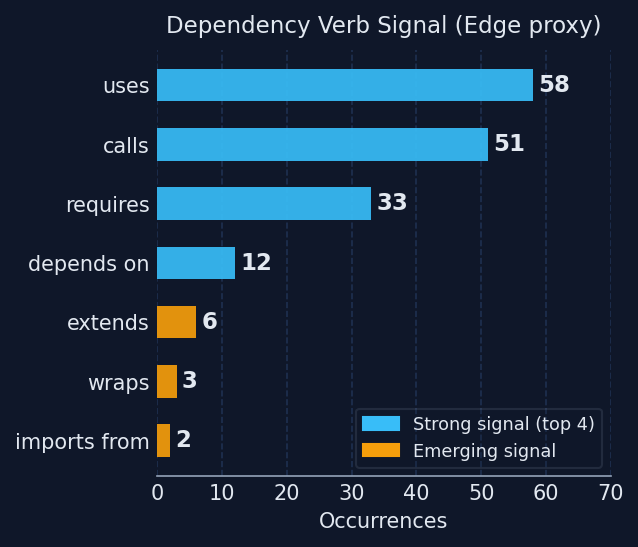 Dependency Verb Signal (Edge proxy)
uses 58
calls 51
requires 33
depends on 12
extends 6
wraps 3
imports from 2
Strong signal (top 4)
Emerging signal
0 10 20 30 40 50 60 70
Occurrences